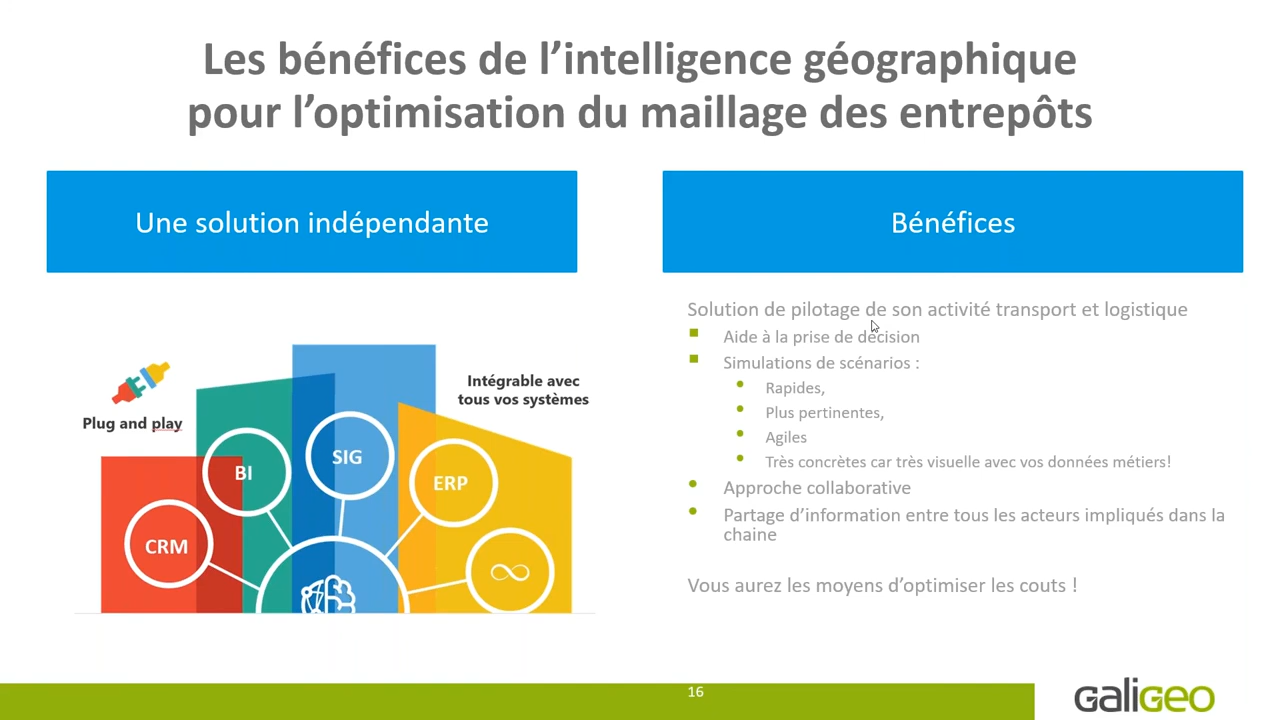 Les bénéfices de l’intelligence géographique
pour l’optimisation du maillage des entrepôts
Une solution indépendante
Plug and play
Intégrable avec
tous vos systèmes
CRM
BI
SIG
ERP
∞
Bénéfices
Solution de pilotage de son activité transport et logistique
Aide à la prise de décision
Simulations de scénarios :
Rapides,
Plus pertinentes,
Agiles
Très concrètes car très visuelle avec vos données métiers!
Approche collaborative
Partage d’information entre tous les acteurs impliqués dans la
chaine
Vous aurez les moyens d’optimiser les couts !
16
GALIGEO